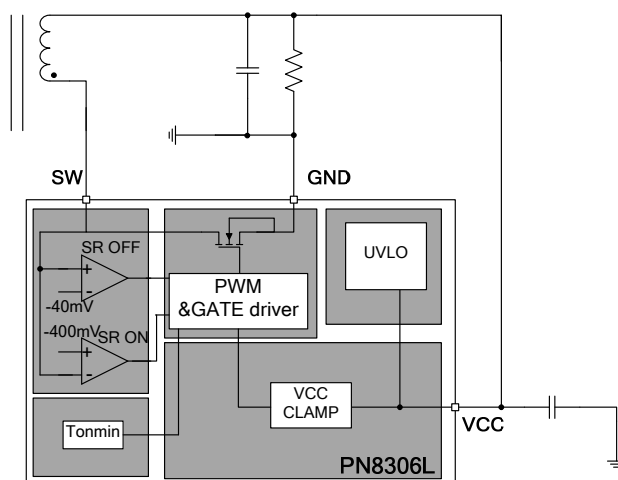 SW
GND
SR OFF
+
-
-40mV
-400mV
SR ON
+
-
PWM
&GATE driver
UVLO
VCC
CLAMP
VCC
Tonmin
PN8306L